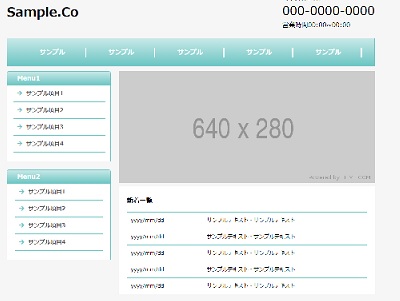 Sample.Co
000-0000-0000
営業時間00:00~00:00
サンプル サンプル サンプル サンプル サンプル
Menu1
サンプル項目1
サンプル項目2
サンプル項目3
サンプル項目4
Menu2
サンプル項目1
サンプル項目2
サンプル項目3
サンプル項目4
640 x 280
Powered by
新着一覧
yyyy/mm/dd サンプルテキスト・サンプルテキスト
yyyy/mm/dd サンプルテキスト・サンプルテキスト
yyyy/mm/dd サンプルテキスト・サンプルテキスト
yyyy/mm/dd サンプルテキスト・サンプルテキスト
yyyy/mm/dd サンプルテキスト・サンプルテキスト